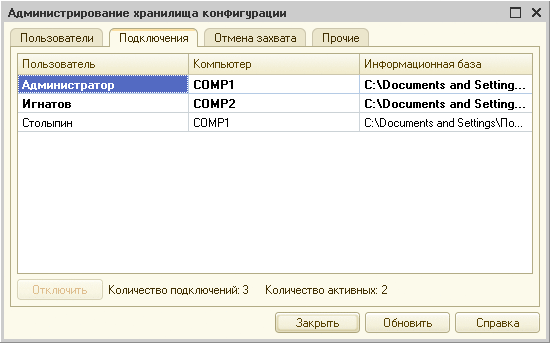 Администрирование хранилища конфигурации
Пользователи Подключения Отмена захвата Прочие
Пользователь Компьютер Информационная база
Администратор COMP1 C:\Documents and Setting...
Игнатов COMP2 C:\Documents and Setting...
Столыпин COMP1 C:\Documents and Settings\По...
Отключить Количество подключений: 3 Количество активных: 2
Закрыть Обновить Справка